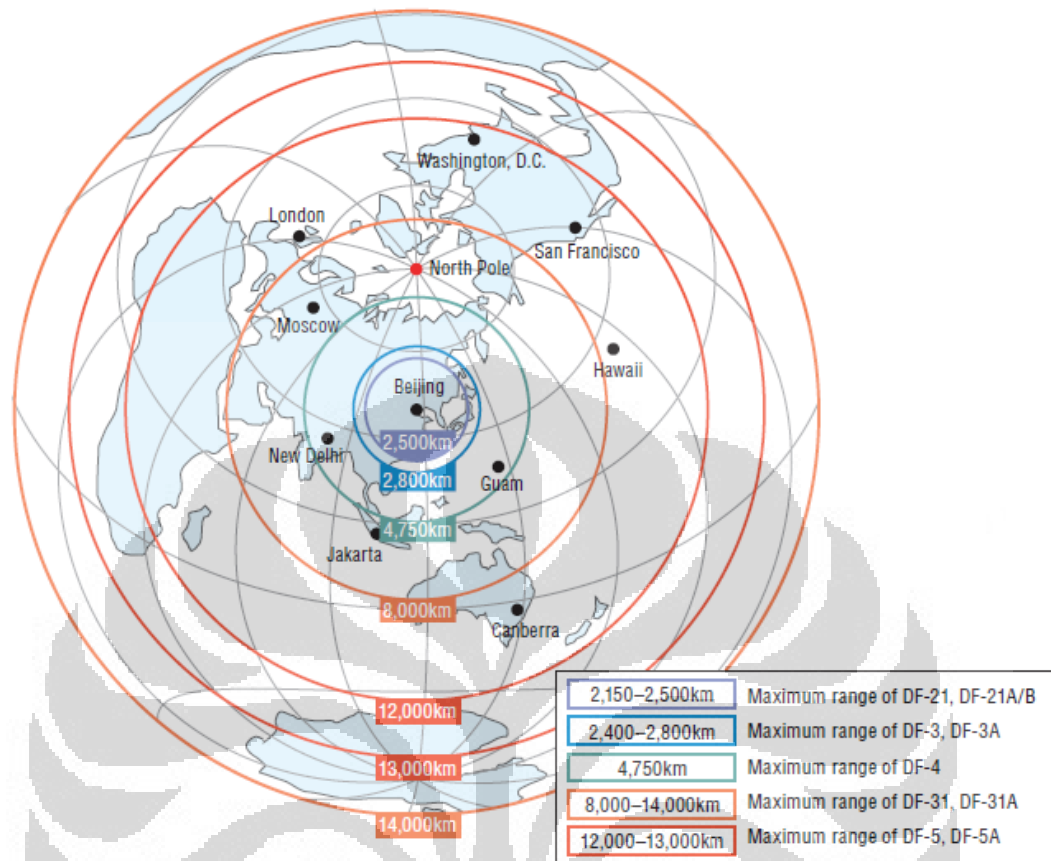 Washington, D.C.
London
San Francisco
North Pole
Moscow
Hawaii
Beijing
2,500km
New Delhi
2,800km
Guam
4,750km
Jakarta
8,000km
Canberra
12,000km
13,000km
14,000km
2,150–2,500km Maximum range of DF-21, DF-21A/B
2,400–2,800km Maximum range of DF-3, DF-3A
4,750km Maximum range of DF-4
8,000–14,000km Maximum range of DF-31, DF-31A
12,000–13,000km Maximum range of DF-5, DF-5A